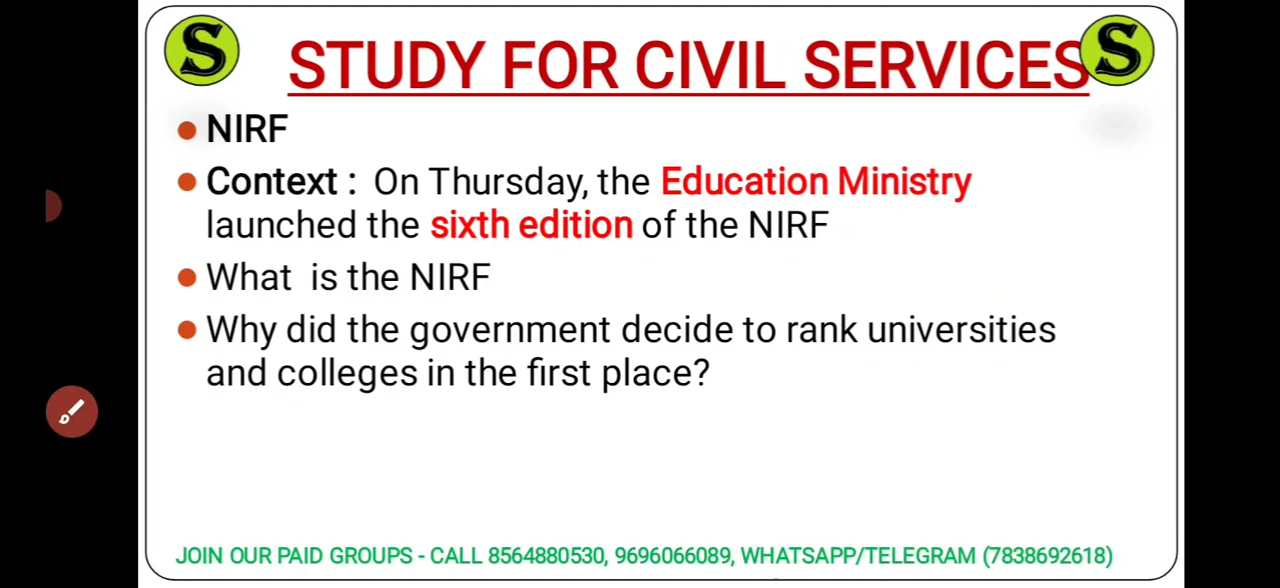 S STUDY FOR CIVIL SERVICES S
NIRF
Context : On Thursday, the Education Ministry
launched the sixth edition of the NIRF
What is the NIRF
Why did the government decide to rank universities
and colleges in the first place?
JOIN OUR PAID GROUPS - CALL 8564880530, 9696066089, WHATSAPP/TELEGRAM (7838692618)